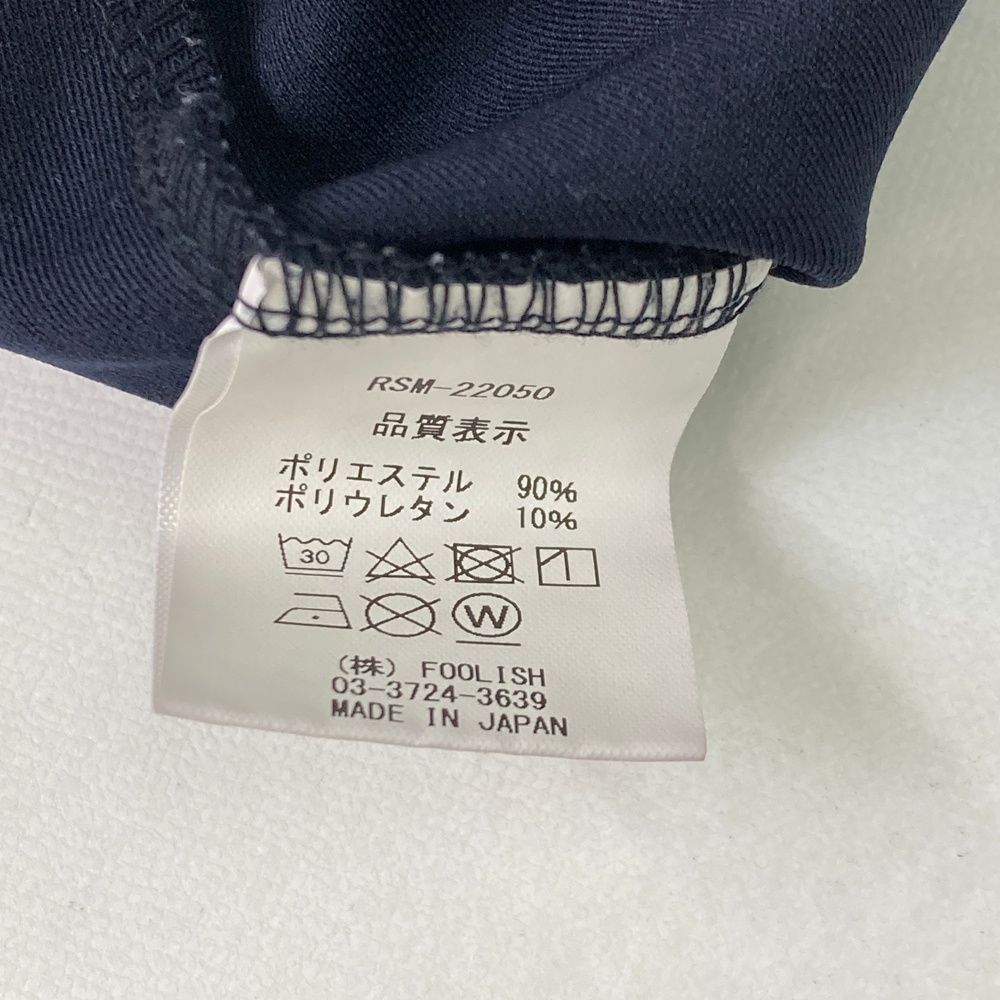 RSM-22050
品質表示
ポリエステル 90%
ポリウレタン 10%
30
W
(株) FOOLISH
03-3724-3639
MADE IN JAPAN